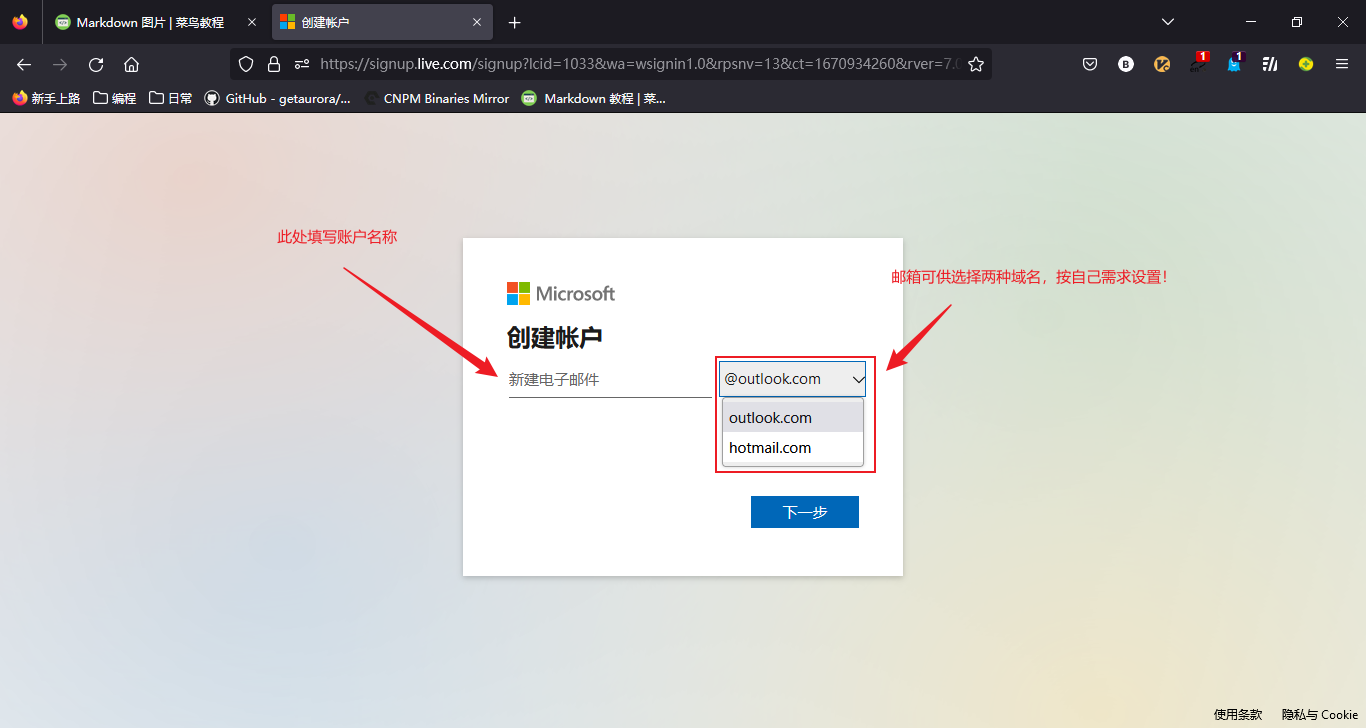 Markdown 图片 | 菜鸟教程
创建帐户
https://signup.live.com/signup?lcid=1033&wa=wsignin1.0&rpsnv=13&ct=1670934260&rver=7.0
B
en
1
1
新手上路
编程
日常
GitHub - getaurora/...
CNPM Binaries Mirror
Markdown 教程 | 菜...
此处填写账户名称
邮箱可供选择两种域名，按自己需求设置！
Microsoft
创建帐户
新建电子邮件
@outlook.com
outlook.com
hotmail.com
下一步
使用条款
隐私与 Cookie